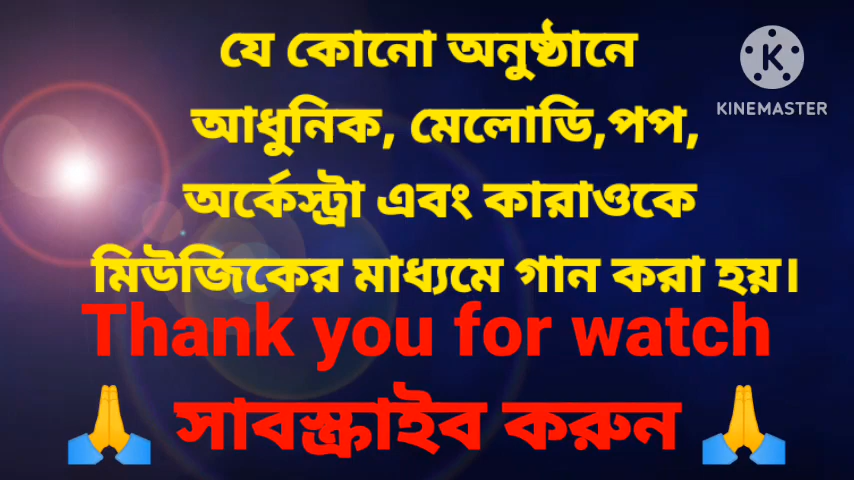 যে কোনো অনুষ্ঠানে
আধুনিক, মেলোডি,পপ,
অর্কেস্ট্রা এবং কারাওকে
মিউজিকের মাধ্যমে গান করা হয়।
Thank you for watch
🙏 সাবস্ক্রাইব করুন 🙏
K
KINEMASTER